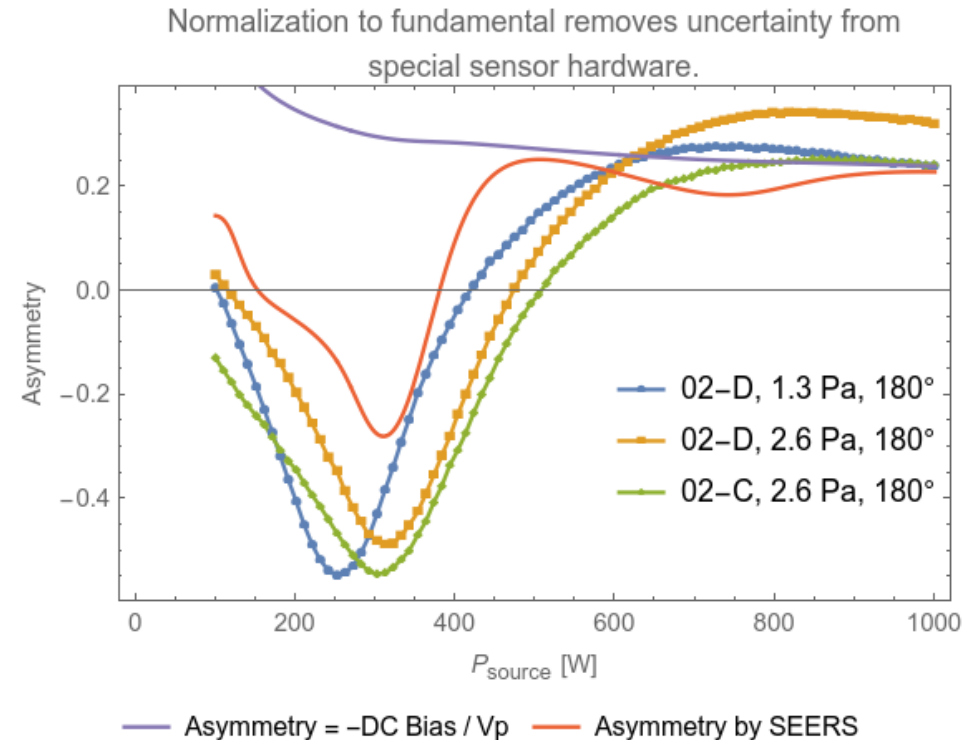 Normalization to fundamental removes uncertainty from
special sensor hardware.
Asymmetry
0.2
0.0
−0.2
−0.4
02−D, 1.3 Pa, 180°
02−D, 2.6 Pa, 180°
02−C, 2.6 Pa, 180°
0 200 400 600 800 1000
Psource [W]
Asymmetry = −DC Bias / Vp Asymmetry by SEERS